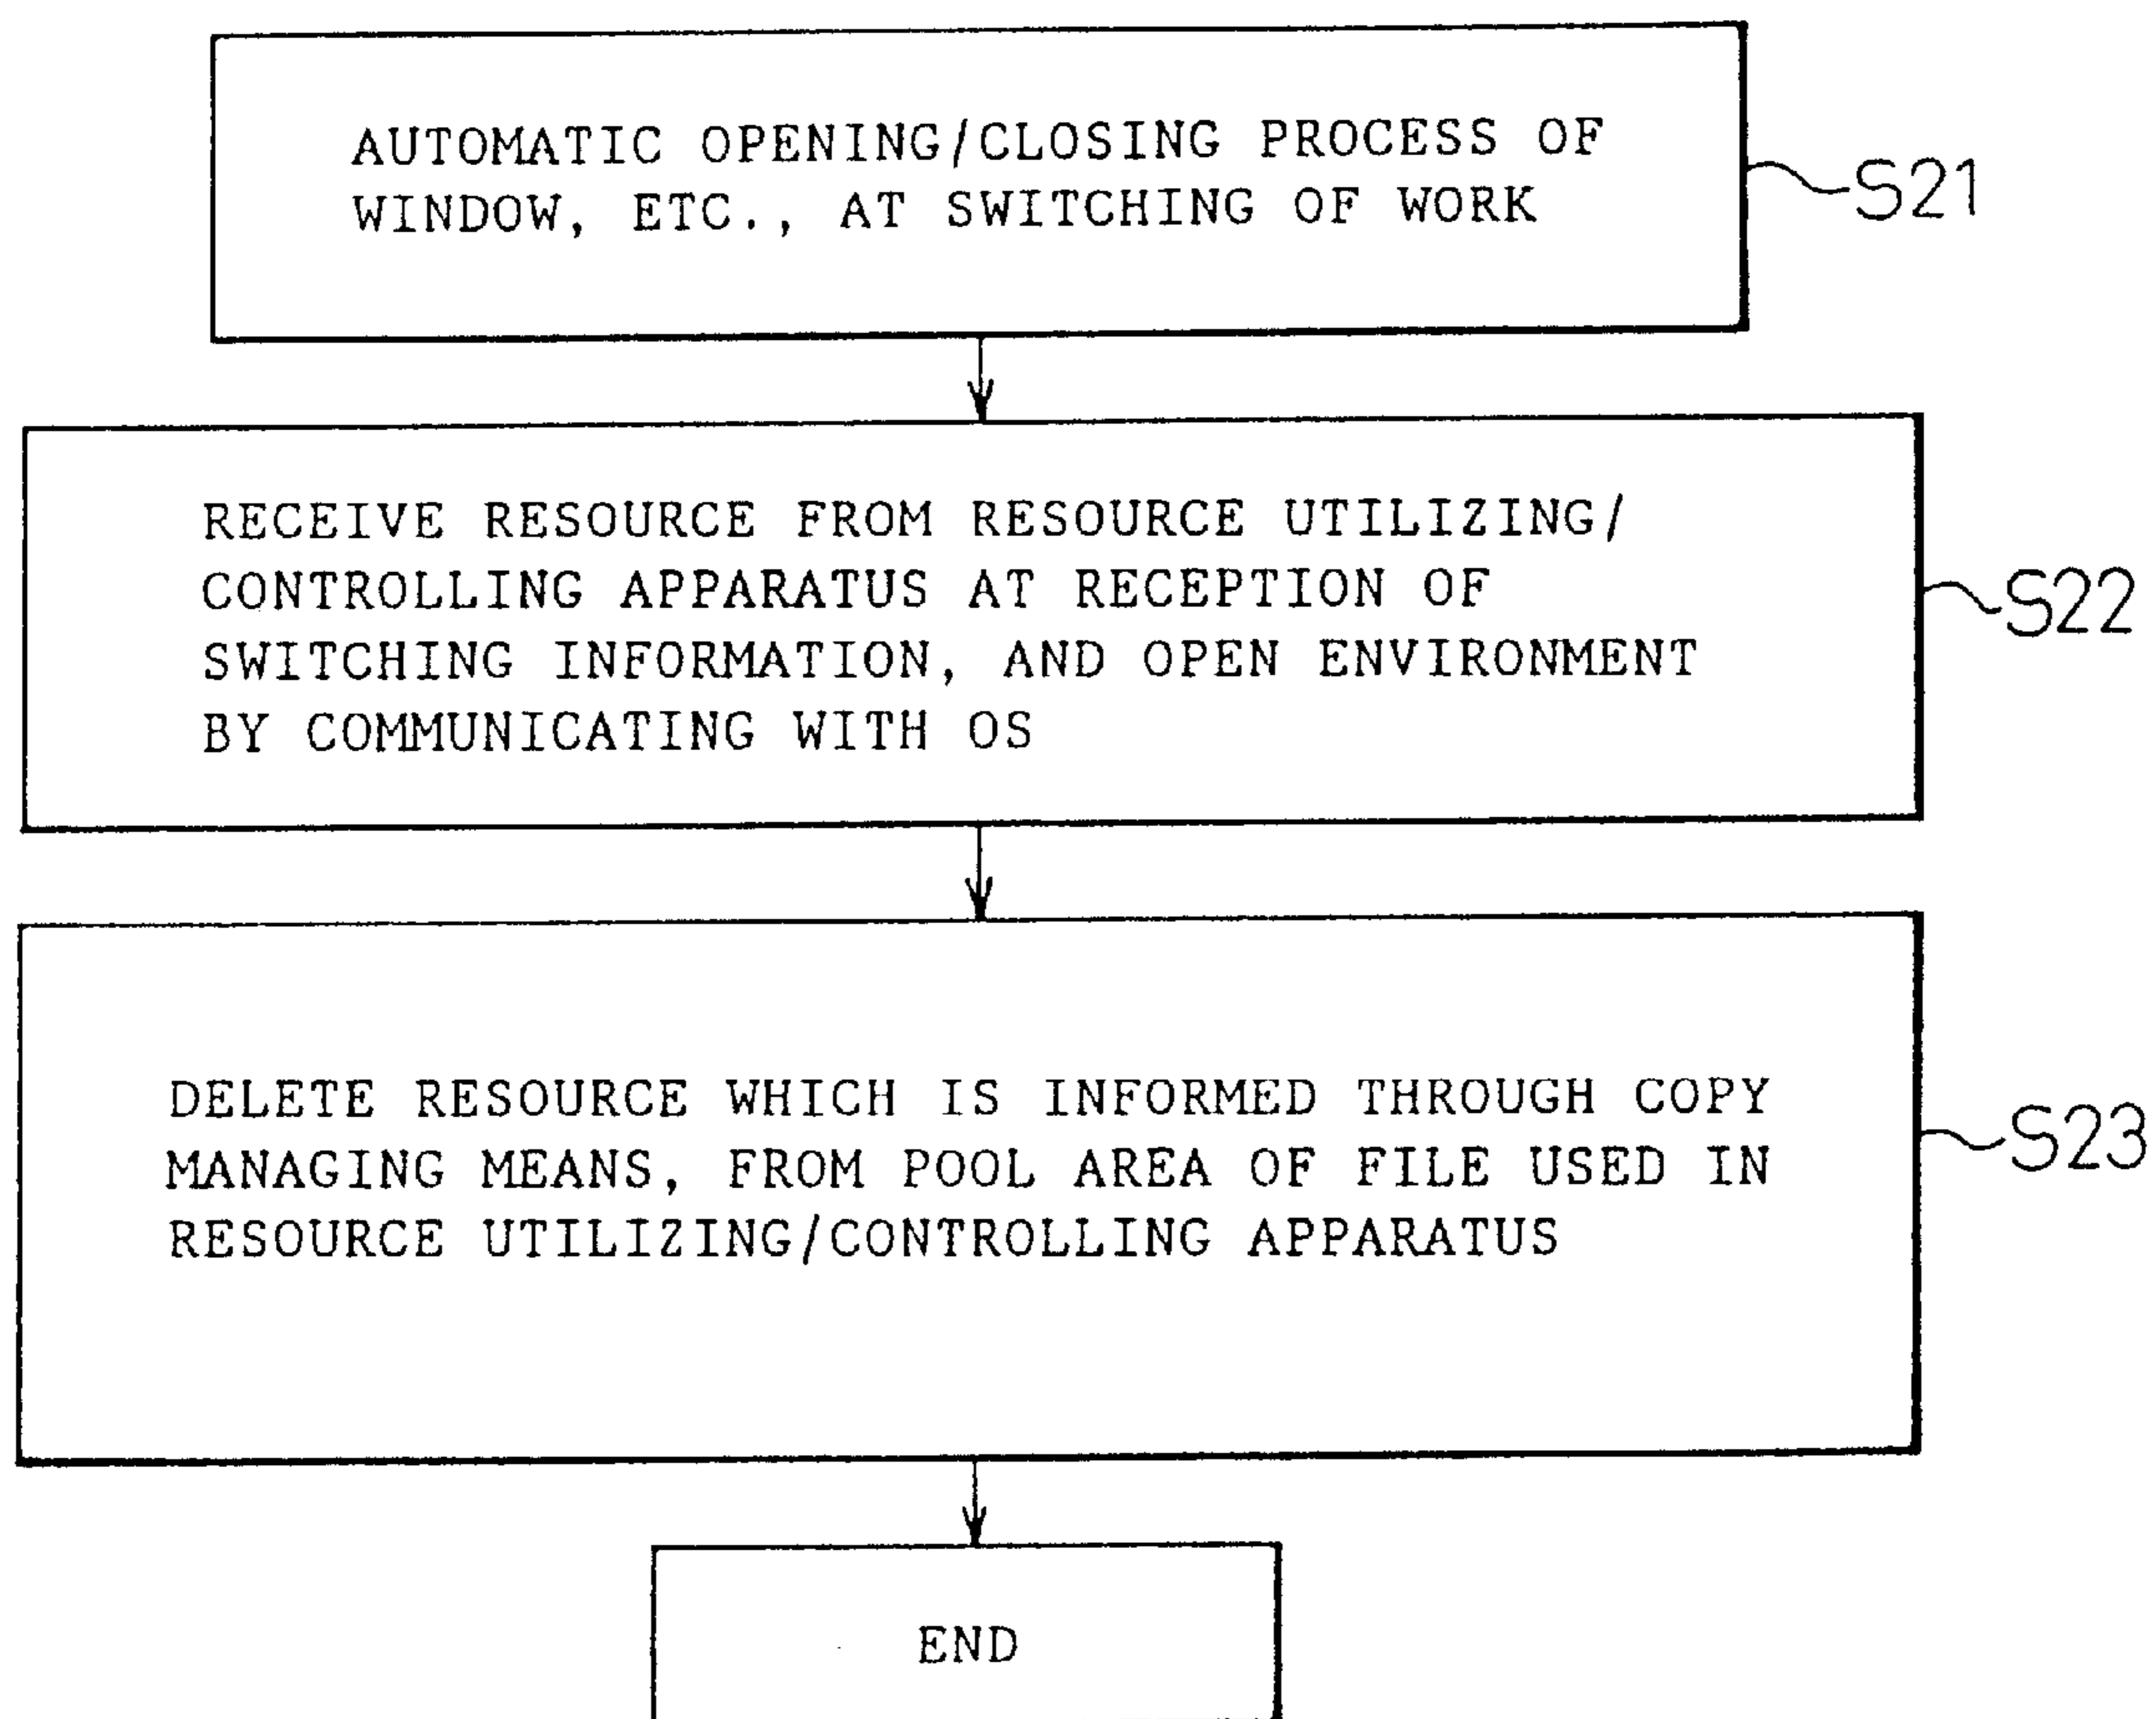 AUTOMATIC OPENING/CLOSING PROCESS OF
WINDOW, ETC., AT SWITCHING OF WORK
S21
RECEIVE RESOURCE FROM RESOURCE UTILIZING/
CONTROLLING APPARATUS AT RECEPTION OF
SWITCHING INFORMATION, AND OPEN ENVIRONMENT
BY COMMUNICATING WITH OS
S22
DELETE RESOURCE WHICH IS INFORMED THROUGH COPY
MANAGING MEANS, FROM POOL AREA OF FILE USED IN
RESOURCE UTILIZING/CONTROLLING APPARATUS
S23
END